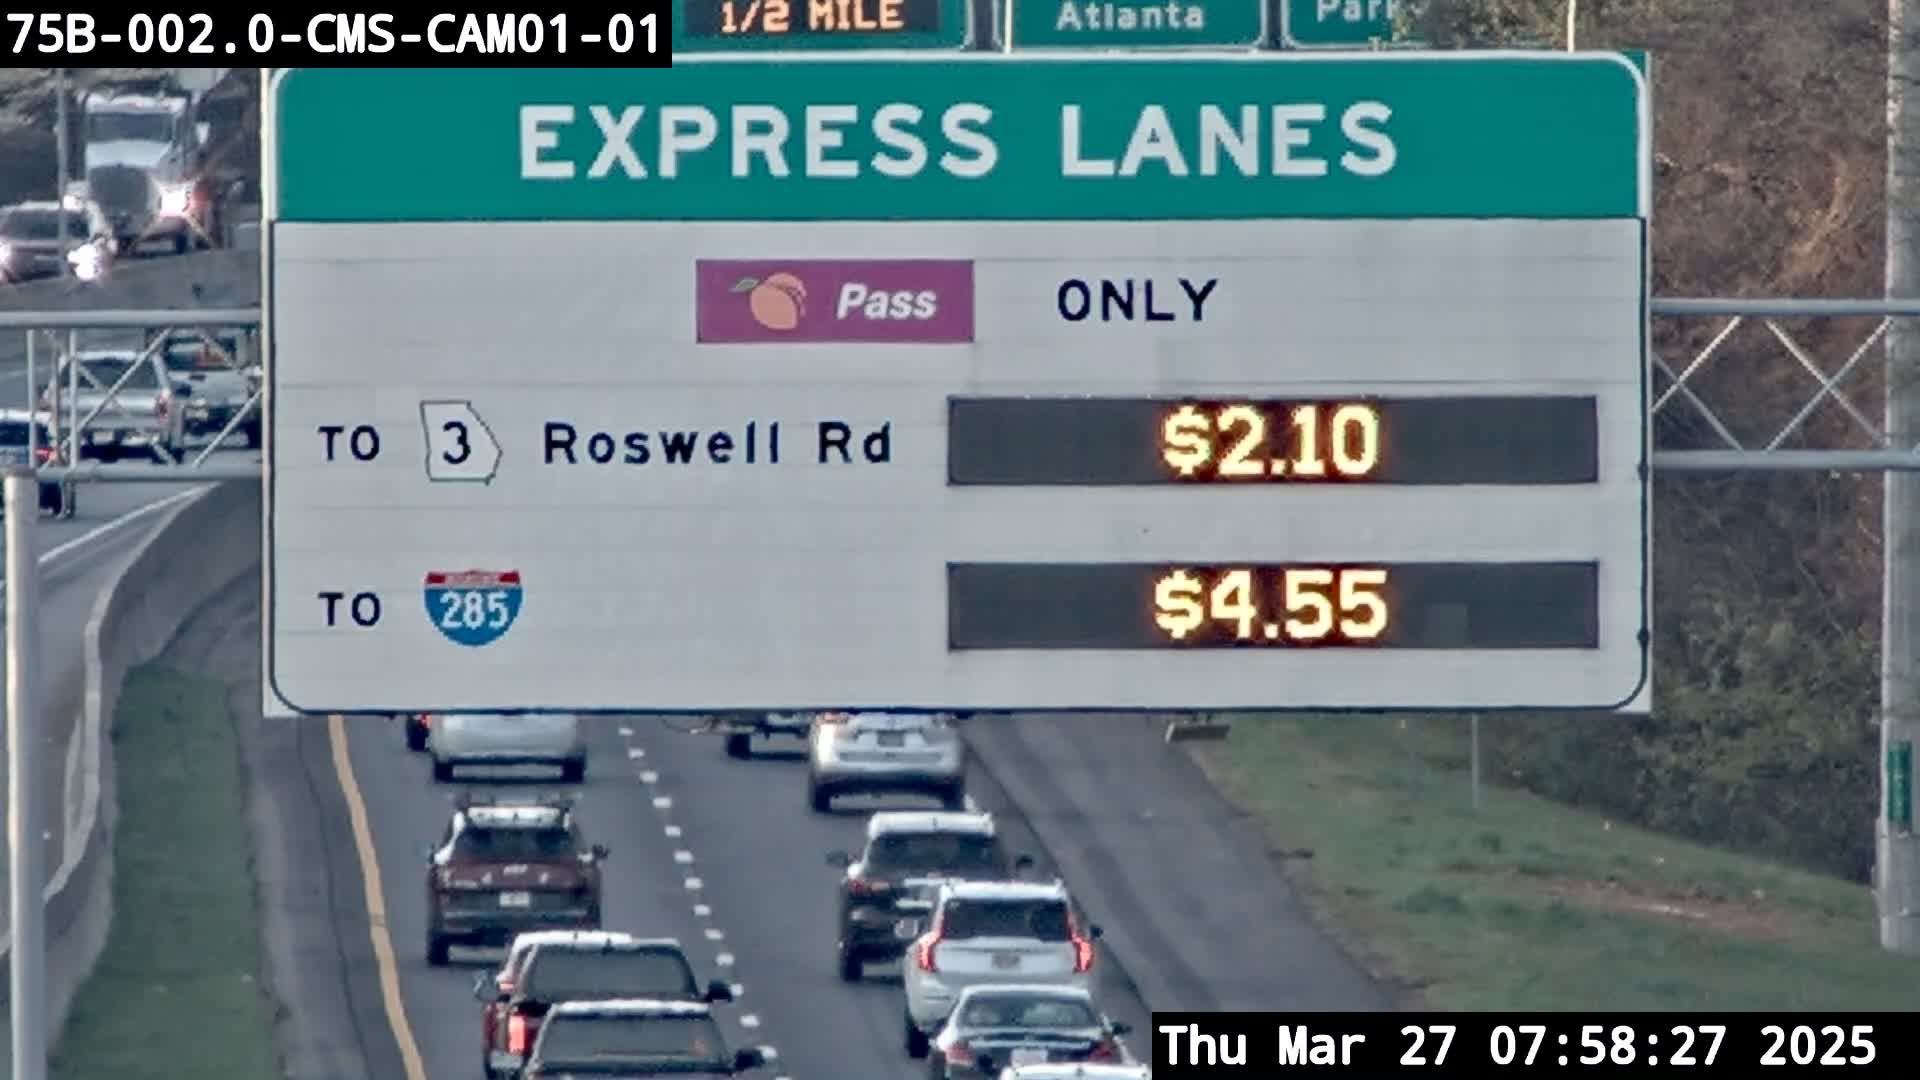 75B-002.0-CMS-CAM01-01
1/2 MILE
Atlanta
EXPRESS LANES
Pass ONLY
TO 3 Roswell Rd $2.10
TO 285 $4.55
Thu Mar 27 07:58:27 2025